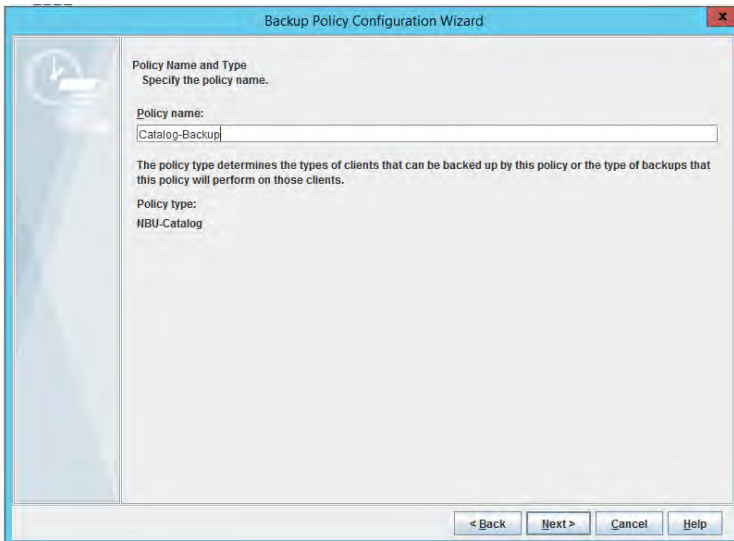 Backup Policy Configuration Wizard
x
Policy Name and Type
Specify the policy name.
Policy name:
Catalog-Backup
The policy type determines the types of clients that can be backed up by this policy or the type of backups that
this policy will perform on those clients.
Policy type:
NBU-Catalog
< Back
Next >
Cancel
Help